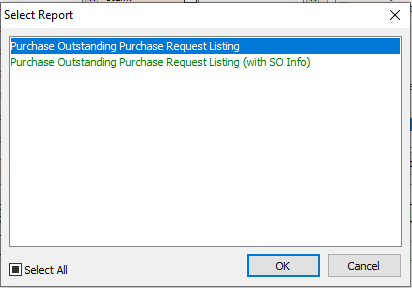 Select Report
Purchase Outstanding Purchase Request Listing
Purchase Outstanding Purchase Request Listing (with SO Info)
Select All
OK
Cancel